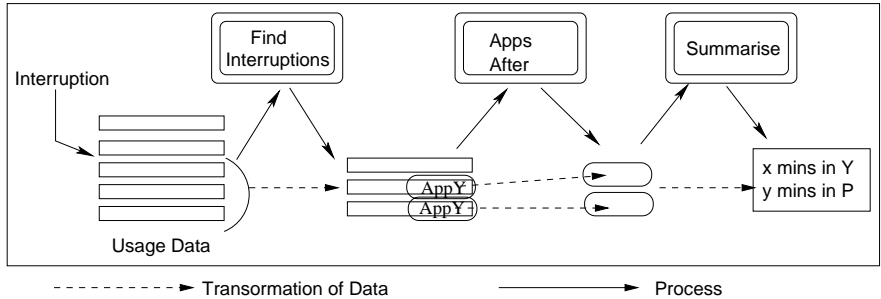 Find
Interruptions
Apps
After
Summarise
Interruption
AppY
AppY
x mins in Y
y mins in P
Usage Data
Transormation of Data
Process